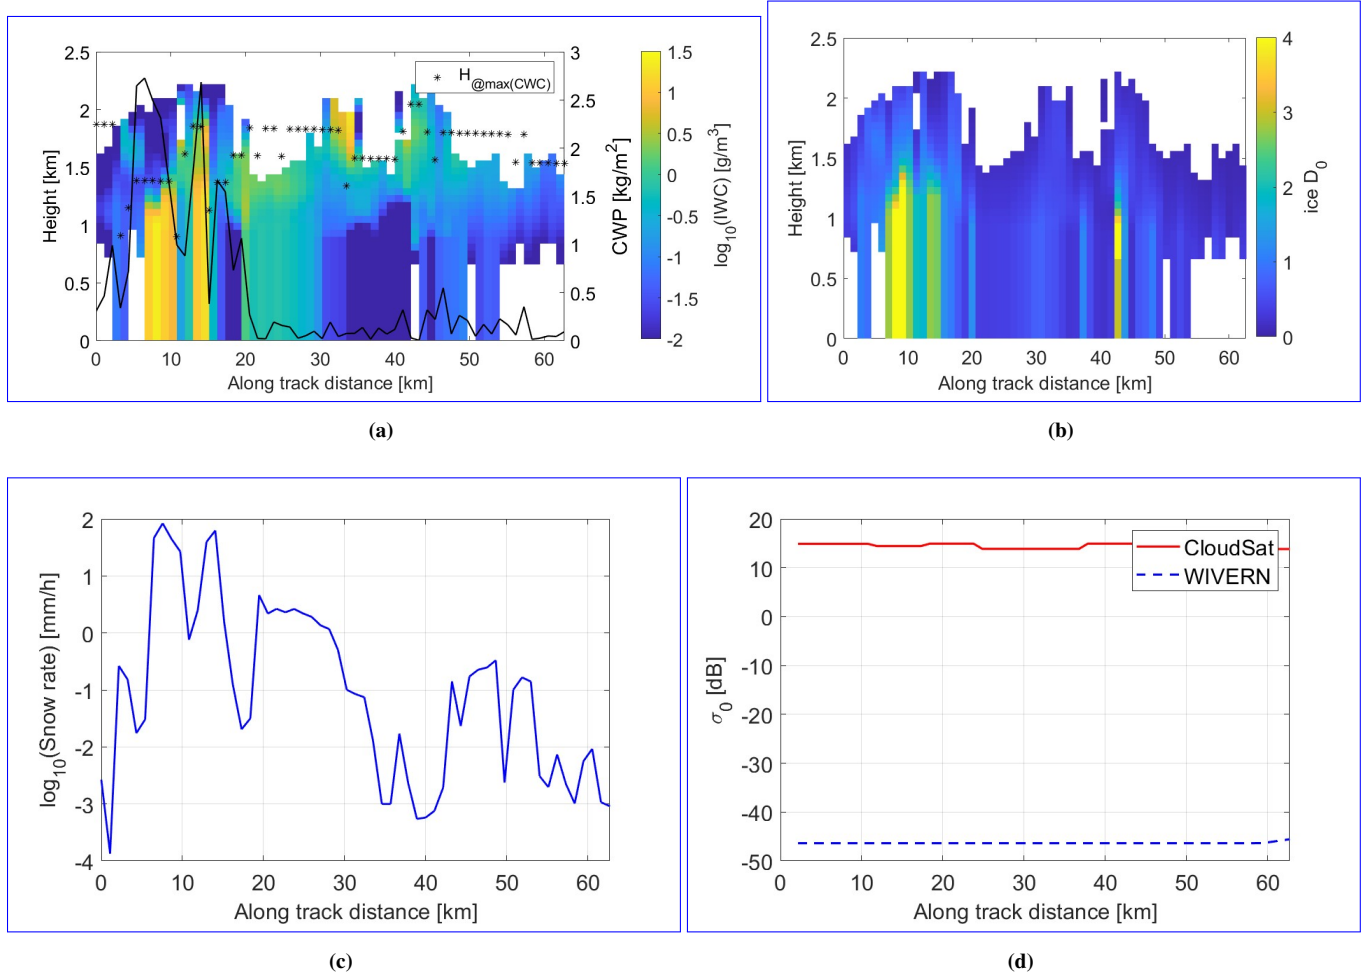 2.5
2
1.5
1
0.5
0
Height [km]
0 10 20 30 40 50 60
Along track distance [km]
3
2.5
2
1.5
1
0.5
0
CWP [kg/m2]
H@max(CWC)
1.5
1
0.5
0
-0.5
-1
-1.5
-2
log10(IWC) [g/m3]
(a)
2.5
2
1.5
1
0.5
0
Height [km]
0 10 20 30 40 50 60
Along track distance [km]
4
3
2
1
0
ice D0
(b)
2
1
0
-1
-2
-3
-4
log10(Snow rate) [mm/h]
0 10 20 30 40 50 60
Along track distance [km]
(c)
20
10
0
-10
-20
-30
-40
-50
σ0 [dB]
CloudSat
WIVERN
0 10 20 30 40 50 60
Along track distance [km]
(d)